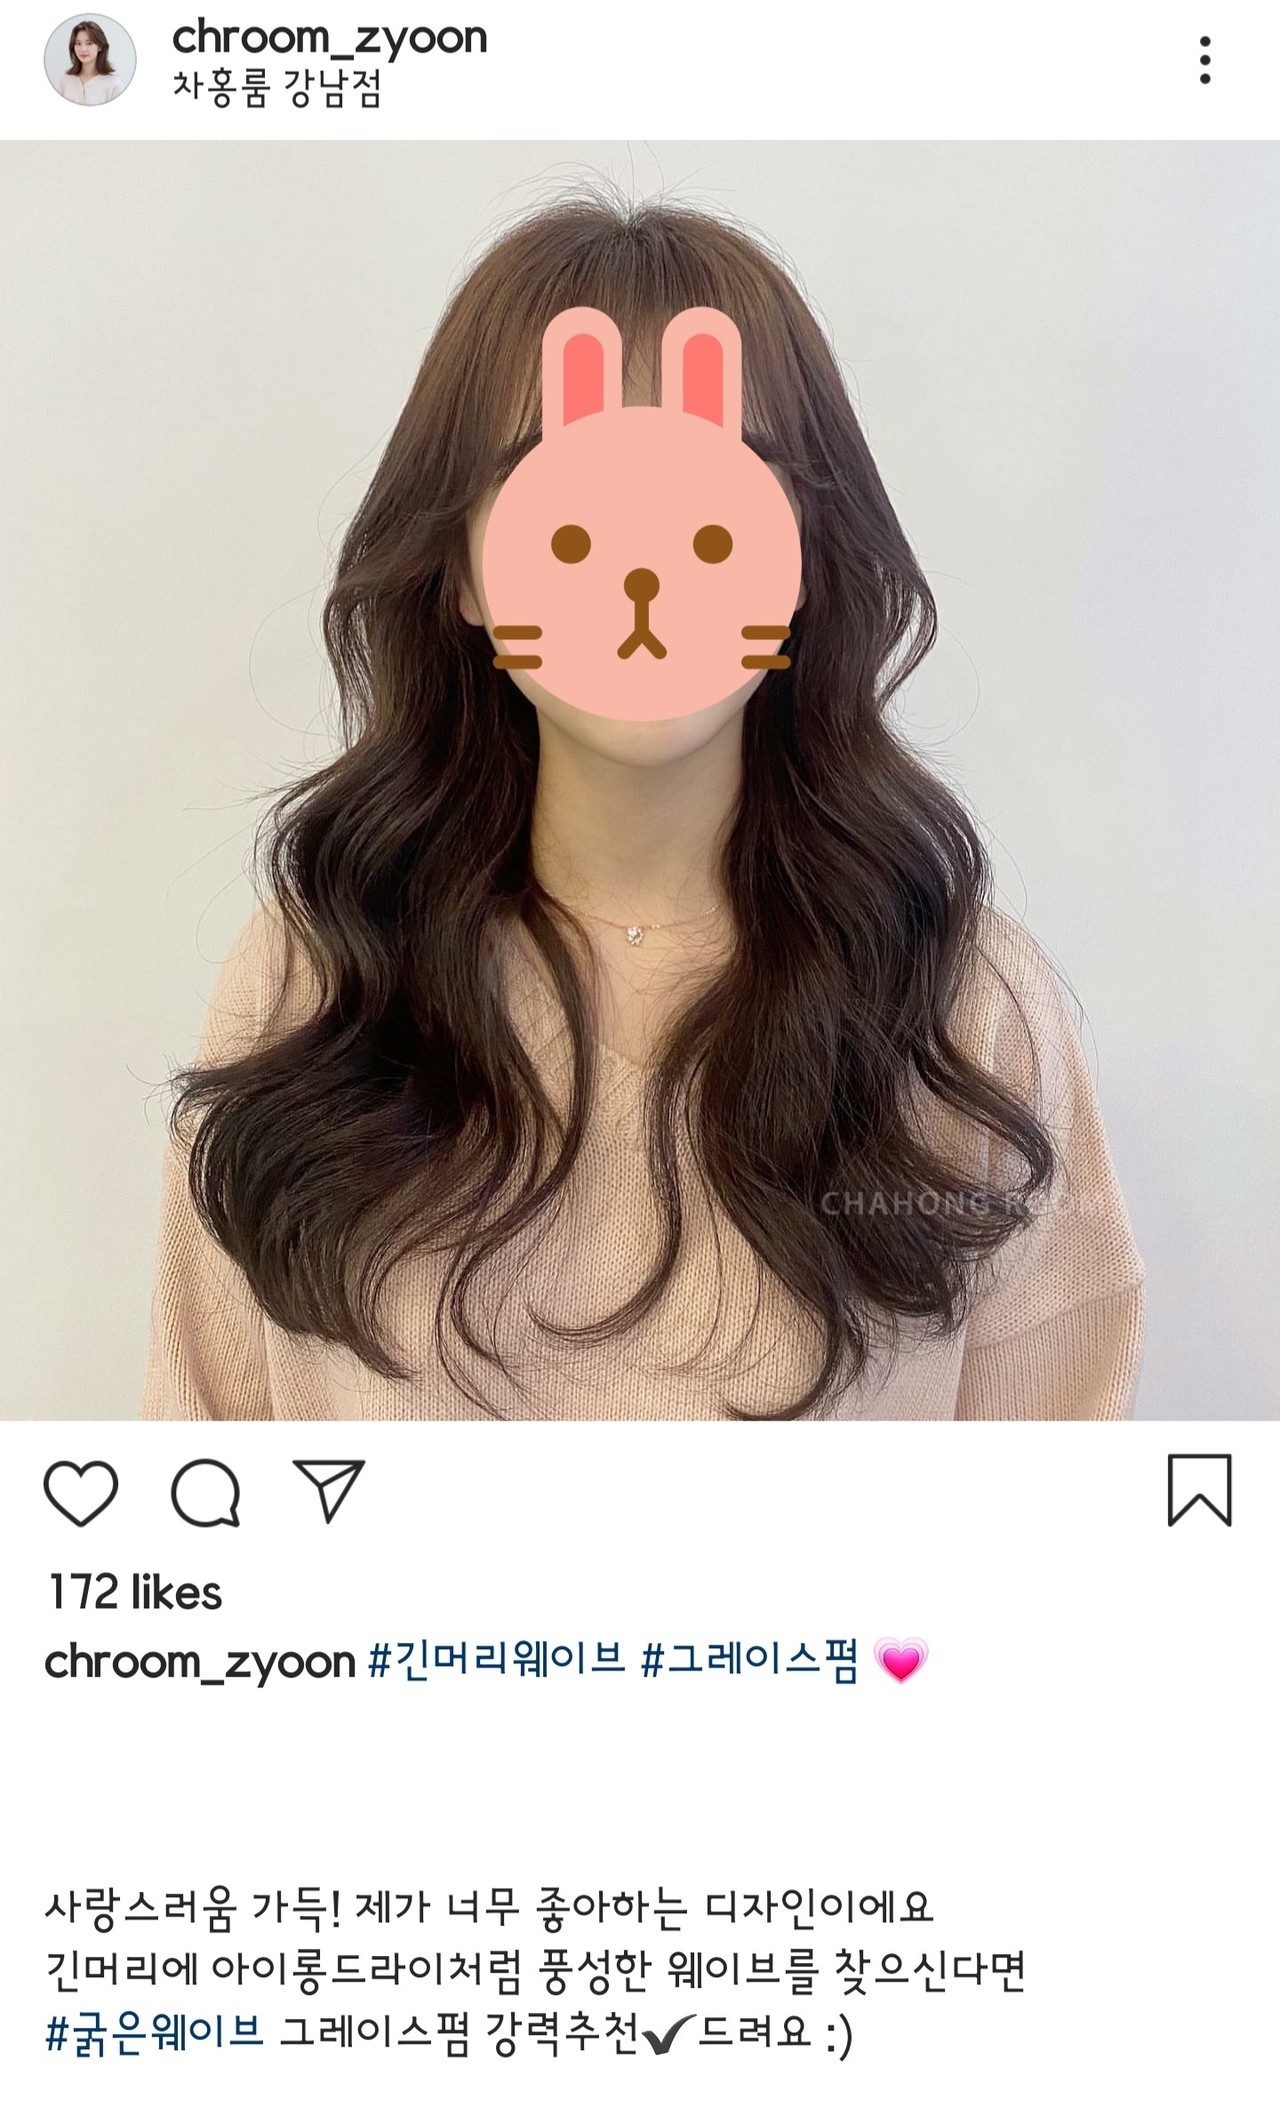 chroom_zyoon
차홍룸 강남점
CHAHONG
172 likes
chroom_zyoon #긴머리웨이브 #그레이스펌 💗
사랑스러움 가득! 제가 너무 좋아하는 디자인이에요
긴머리에 아이롱드라이처럼 풍성한 웨이브를 찾으신다면
#굵은웨이브 그레이스펌 강력추천✔드려요 :)